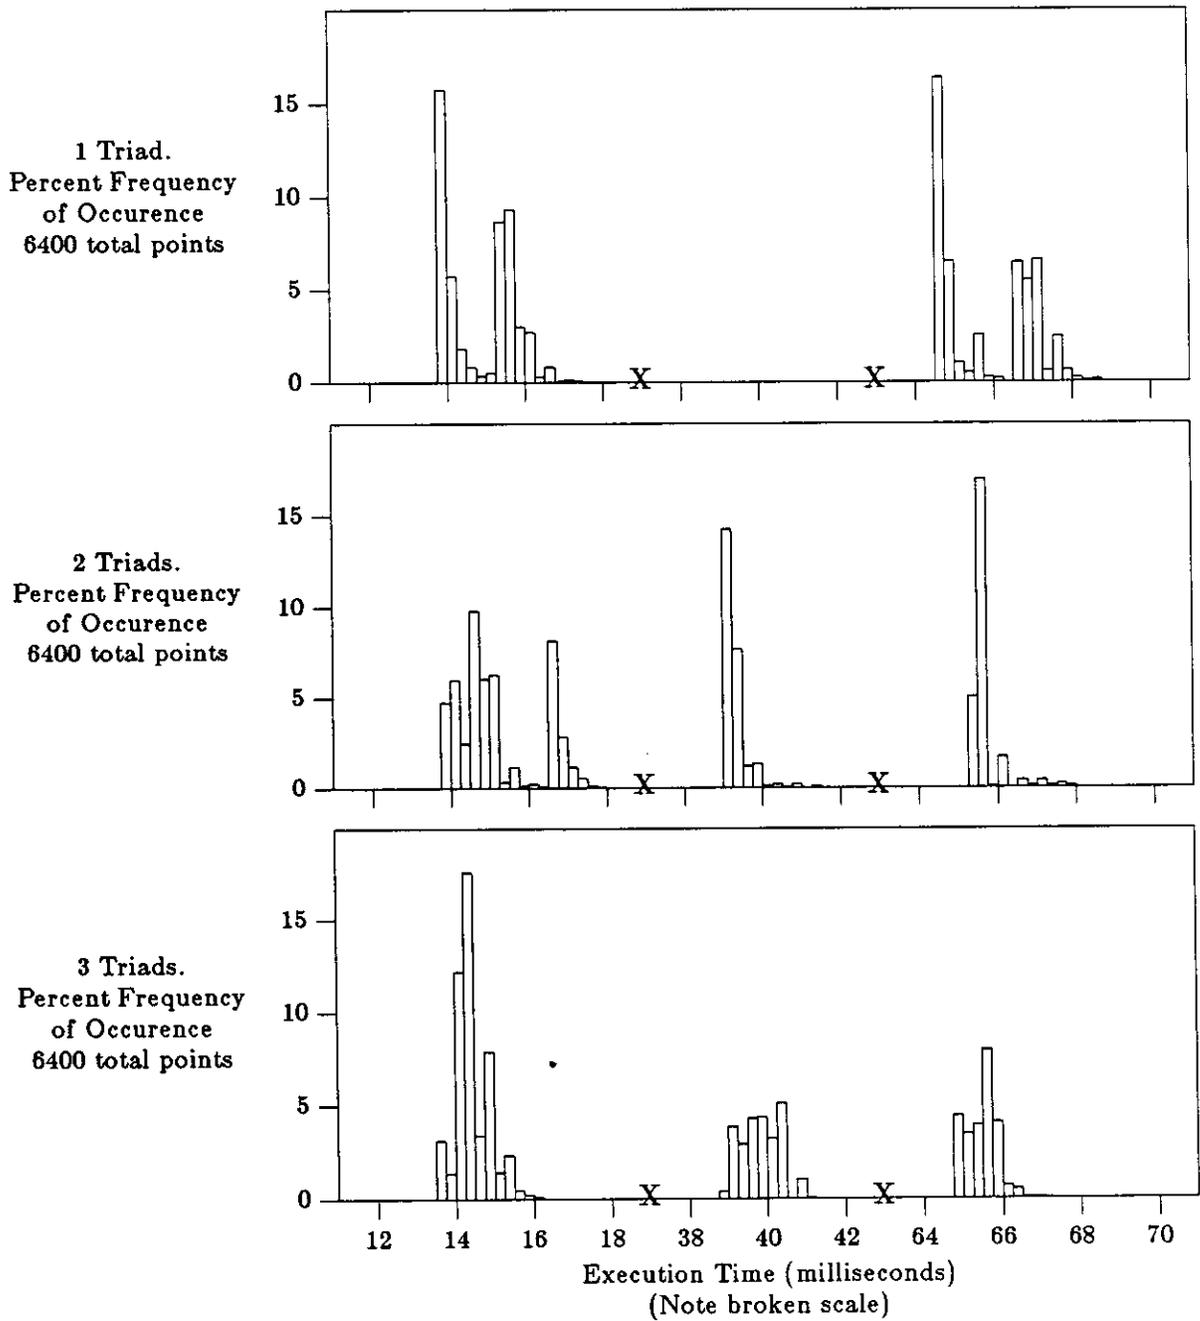 1 Triad.
Percent Frequency
of Occurence
6400 total points
15
10
5
0
X X
2 Triads.
Percent Frequency
of Occurence
6400 total points
15
10
5
0
X X
3 Triads.
Percent Frequency
of Occurence
6400 total points
15
10
5
0
X X
12 14 16 18 38 40 42 64 66 68 70
Execution Time (milliseconds)
(Note broken scale)